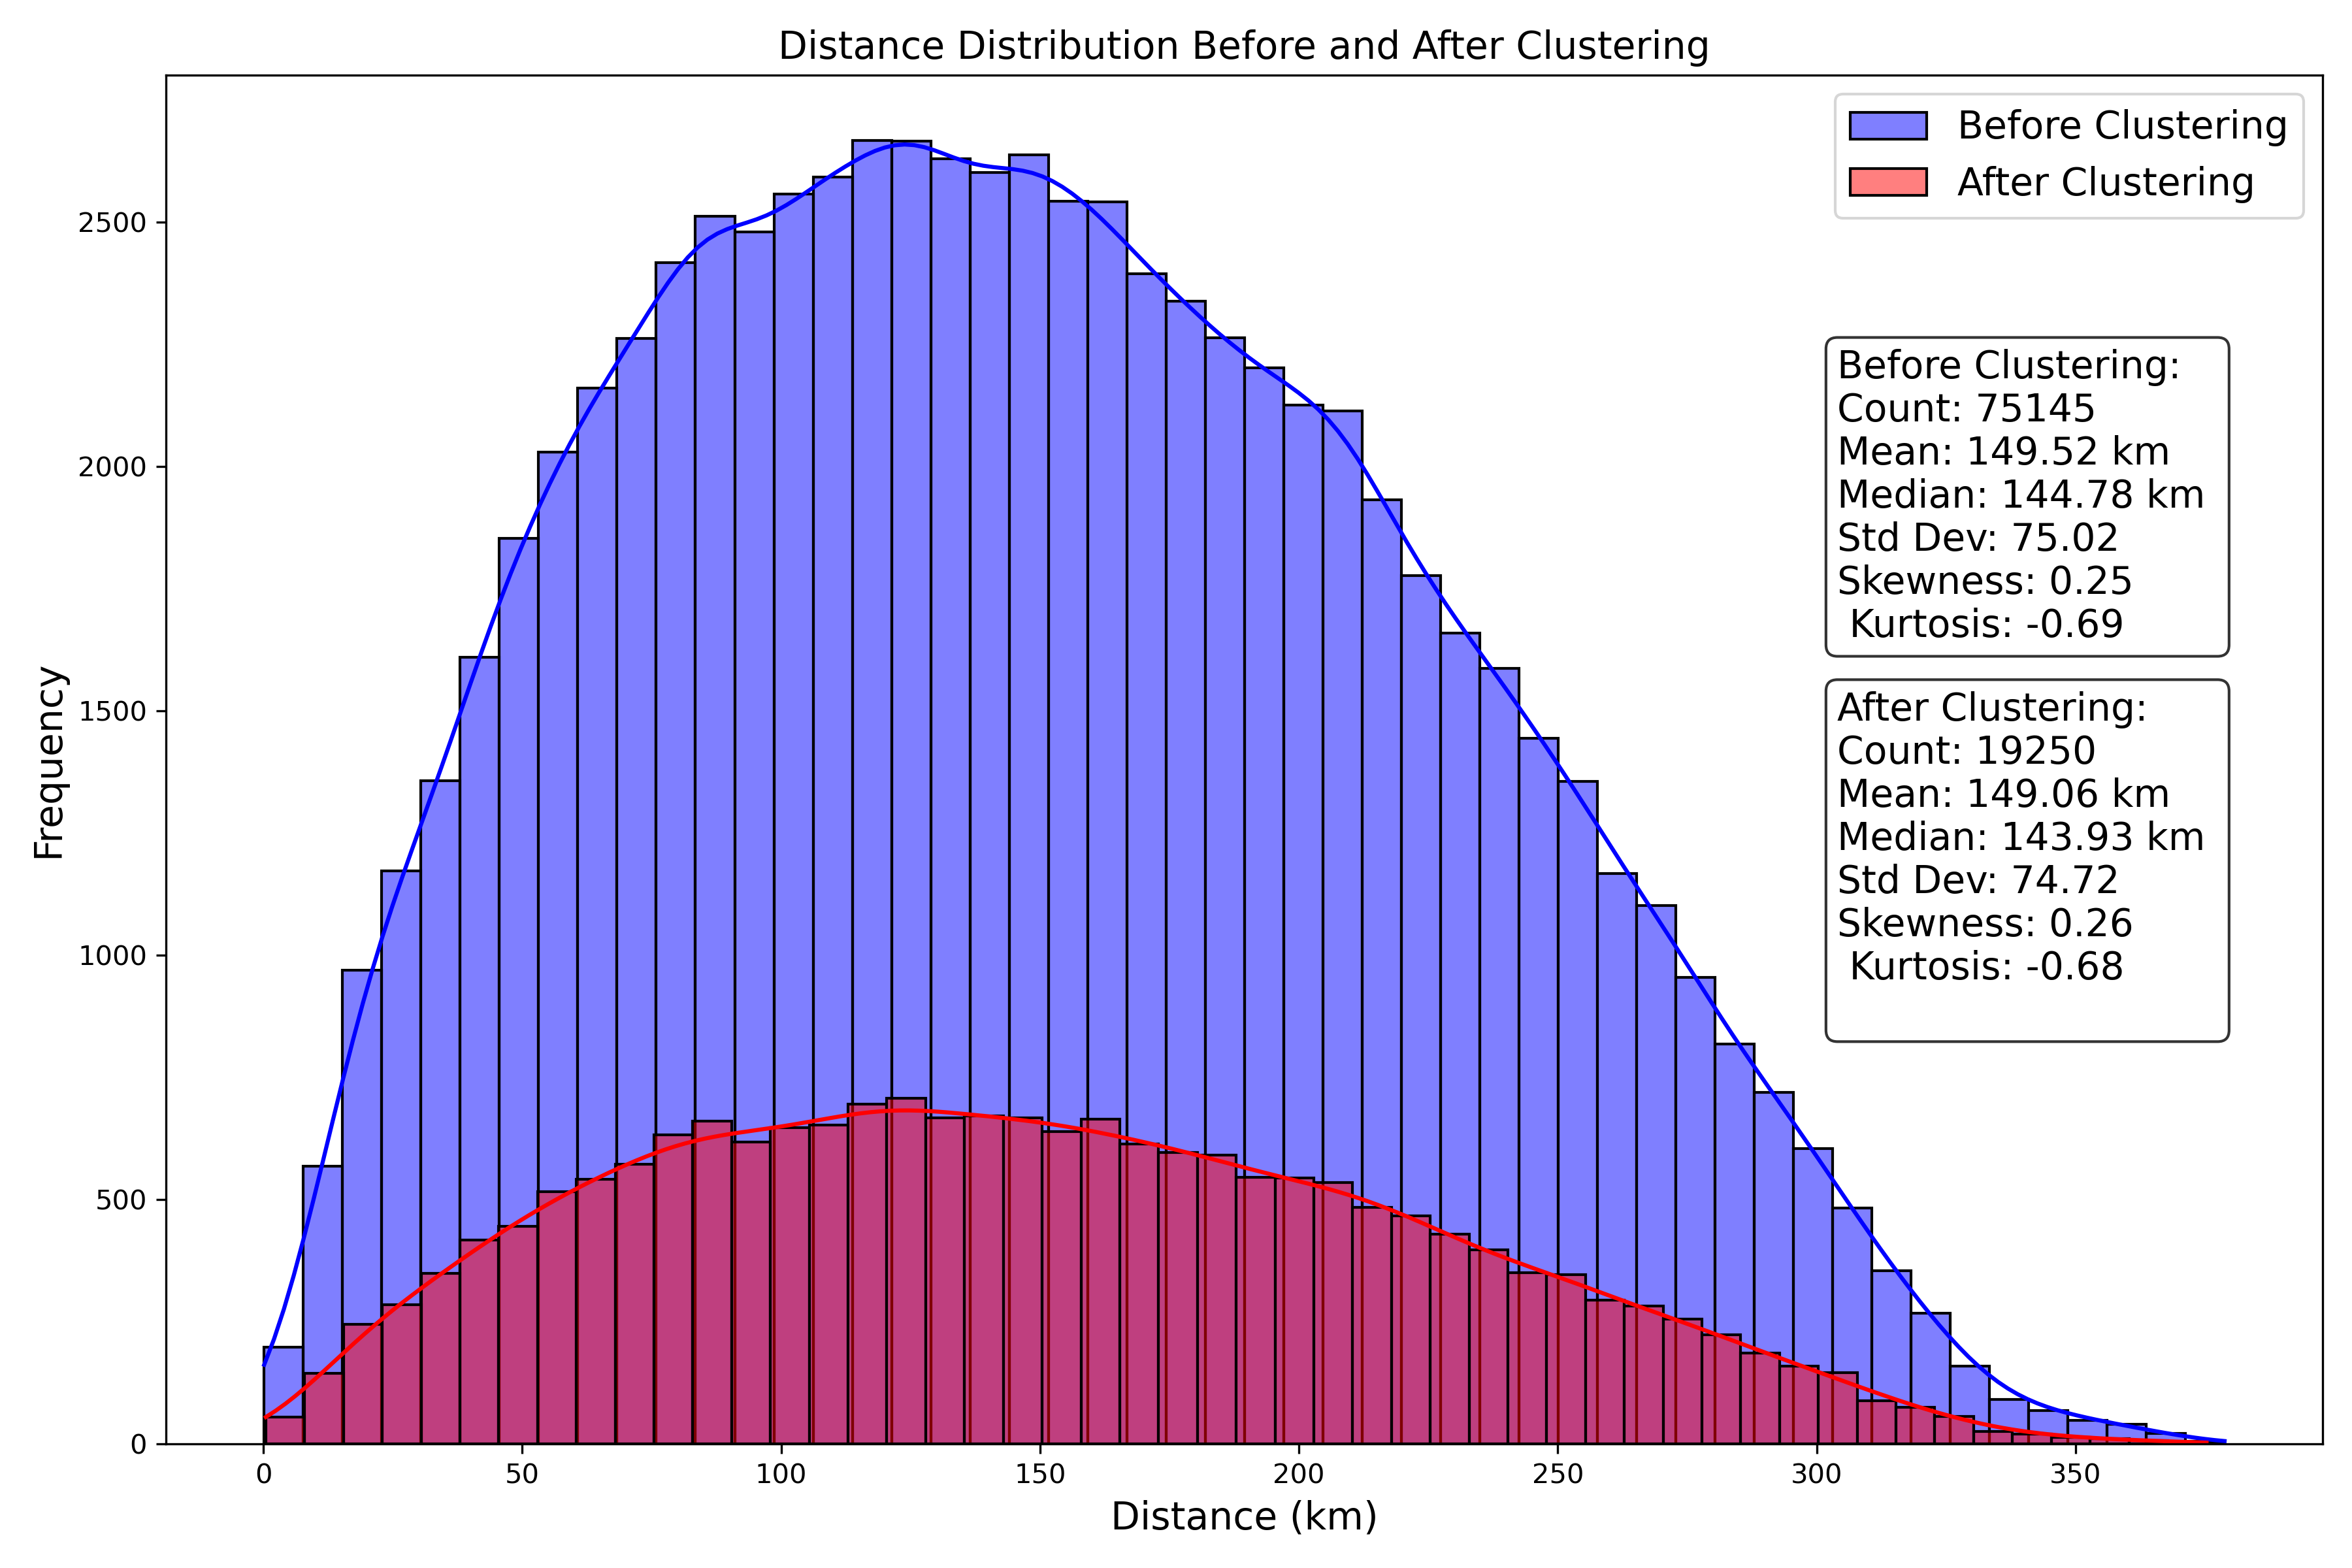 Distance Distribution Before and After Clustering
Before Clustering
After Clustering
Before Clustering:
Count: 75145
Mean: 149.52 km
Median: 144.78 km
Std Dev: 75.02
Skewness: 0.25
Kurtosis: -0.69
After Clustering:
Count: 19250
Mean: 149.06 km
Median: 143.93 km
Std Dev: 74.72
Skewness: 0.26
Kurtosis: -0.68
Frequency
2500
2000
1500
1000
500
0
0 50 100 150 200 250 300 350
Distance (km)